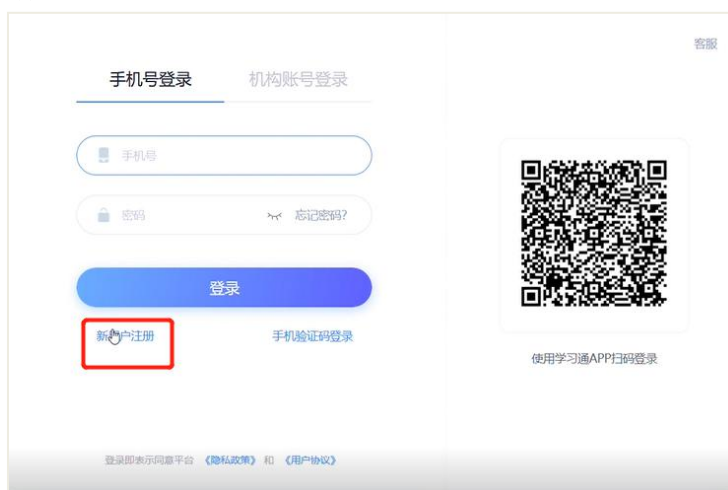 客服
手机号登录 机构账号登录
手机号
密码 忘记密码?
登录
新用户注册 手机验证码登录
使用学习通APP扫码登录
登录即表示同意平台 《隐私政策》 和 《用户协议》